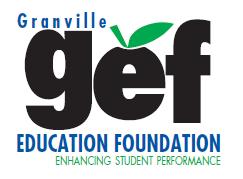 Granville
gef
EDUCATION FOUNDATION
ENHANCING STUDENT PERFORMANCE